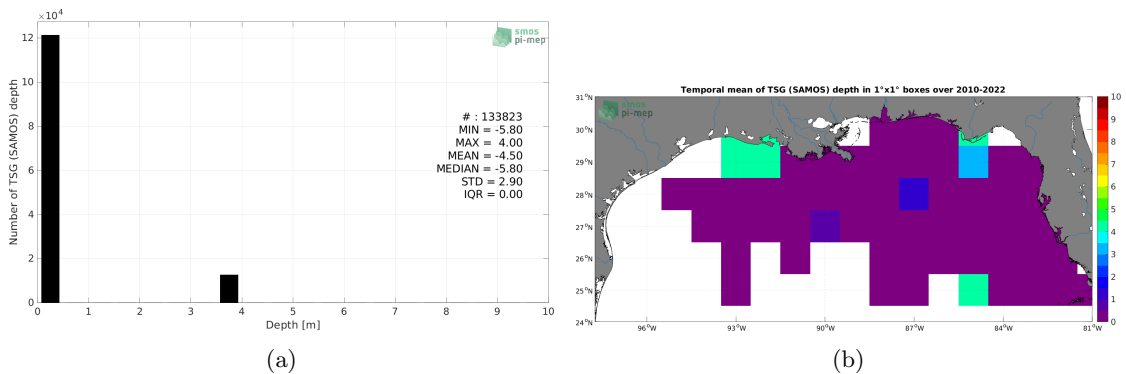 ×10⁴
smos
pi-mep
12
10
8
6
4
2
0
Number of TSG (SAMOS) depth
# : 133823
MIN = -5.80
MAX = 4.00
MEAN = -4.50
MEDIAN = -5.80
STD = 2.90
IQR = 0.00
0 1 2 3 4 5 6 7 8 9 10
Depth [m]
(a)
Temporal mean of TSG (SAMOS) depth in 1°x1° boxes over 2010-2022
smos
pi-mep
31°N
30°N
29°N
28°N
27°N
26°N
25°N
24°N
96°W 93°W 90°W 87°W 84°W 81°W
10
9
8
7
6
5
4
3
2
1
0
(b)